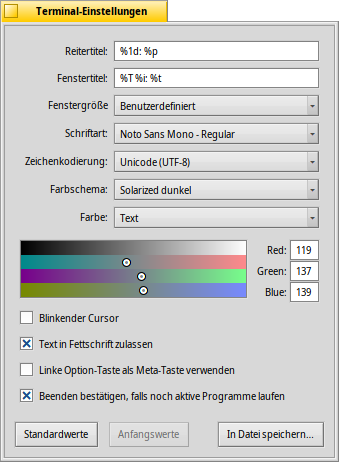 Terminal-Einstellungen
Reitertitel: %1d: %p
Fenstertitel: %T %i: %t
Fenstergröße Benutzerdefiniert
Schriftart: Noto Sans Mono - Regular
Zeichenkodierung: Unicode (UTF-8)
Farbschema: Solarized dunkel
Farbe: Text
Red: 119
Green: 137
Blue: 139
Blinkender Cursor
Text in Fettschrift zulassen
Linke Option-Taste als Meta-Taste verwenden
Beenden bestätigen, falls noch aktive Programme laufen
Standardwerte Anfangswerte In Datei speichern...